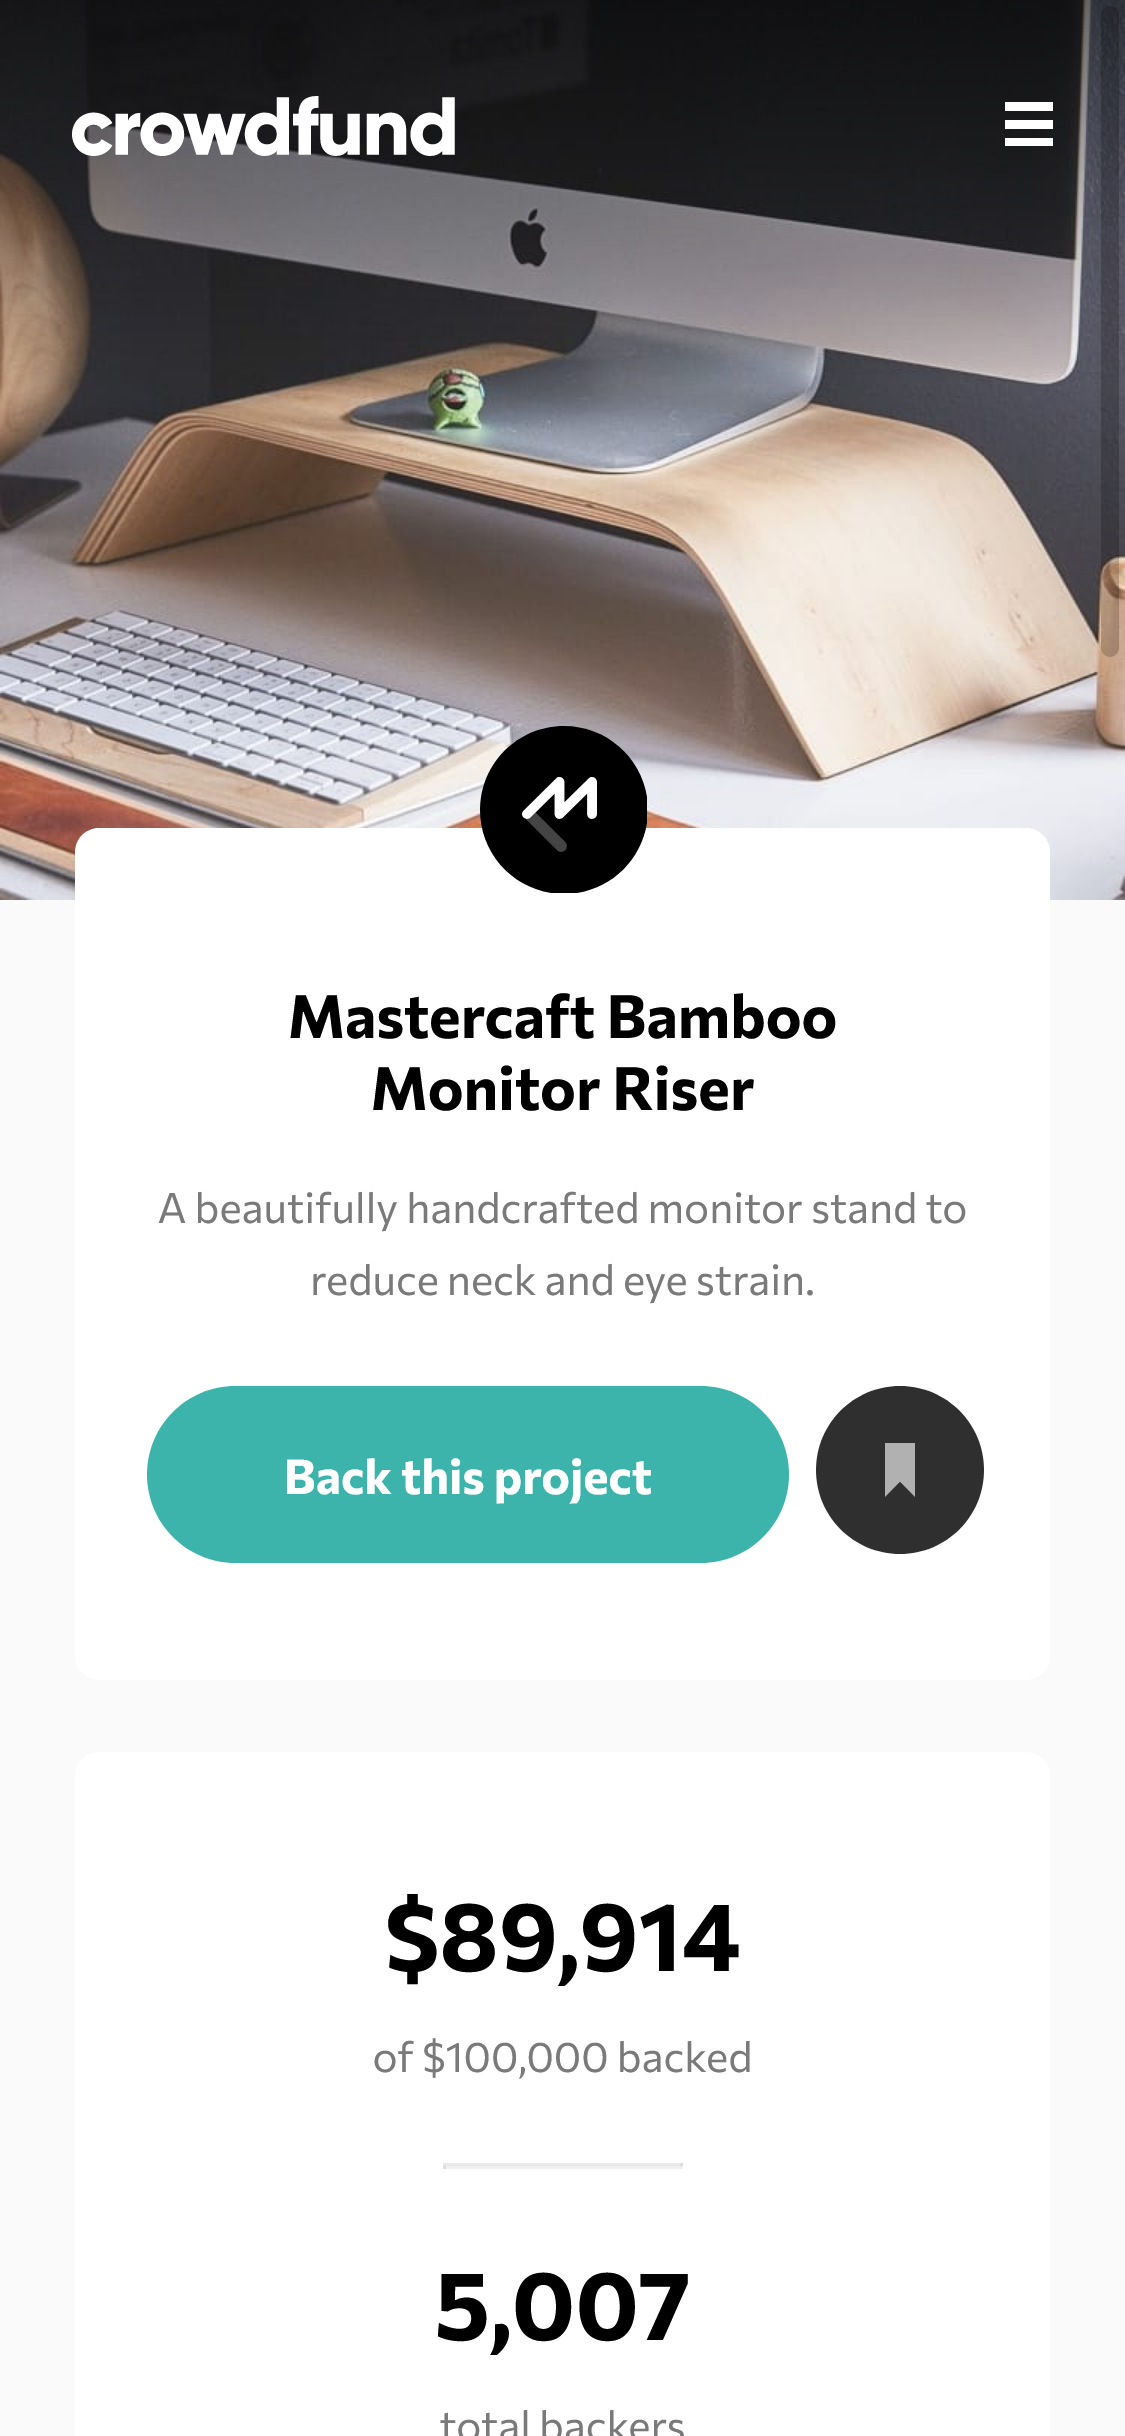 crowdfund
Mastercaft Bamboo
Monitor Riser
A beautifully handcrafted monitor stand to
reduce neck and eye strain.
Back this project
$89,914
of $100,000 backed
5,007
total backers